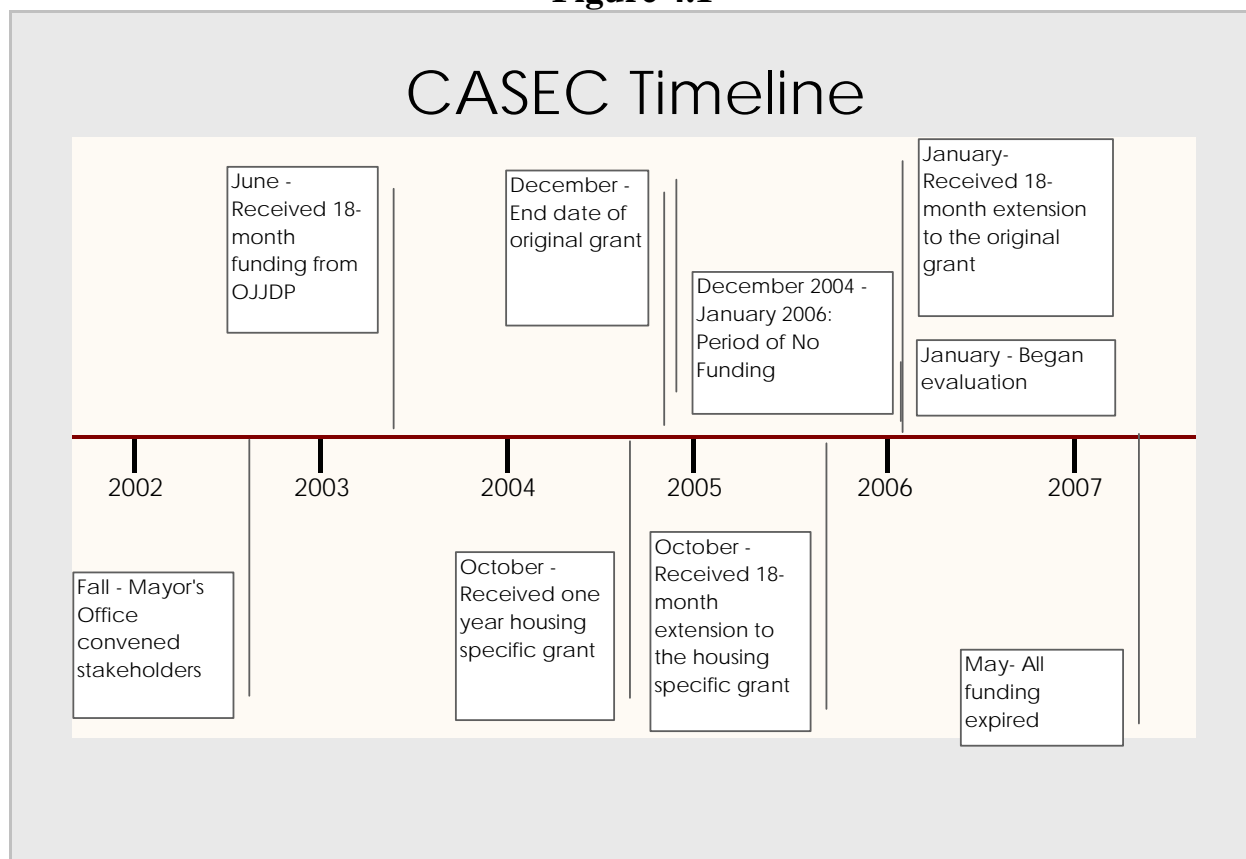 CASEC Timeline
June -
Received 18-
month
funding from
OJJDP
December -
End date of
original grant
December 2004 -
January 2006:
Period of No
Funding
January-
Received 18-
month extension
to the original
grant
January - Began
evaluation
2002
2003
2004
2005
2006
2007
Fall - Mayor's
Office
convened
stakeholders
October -
Received one
year housing
specific grant
October -
Received 18-
month
extension to
the housing
specific grant
May- All
funding
expired